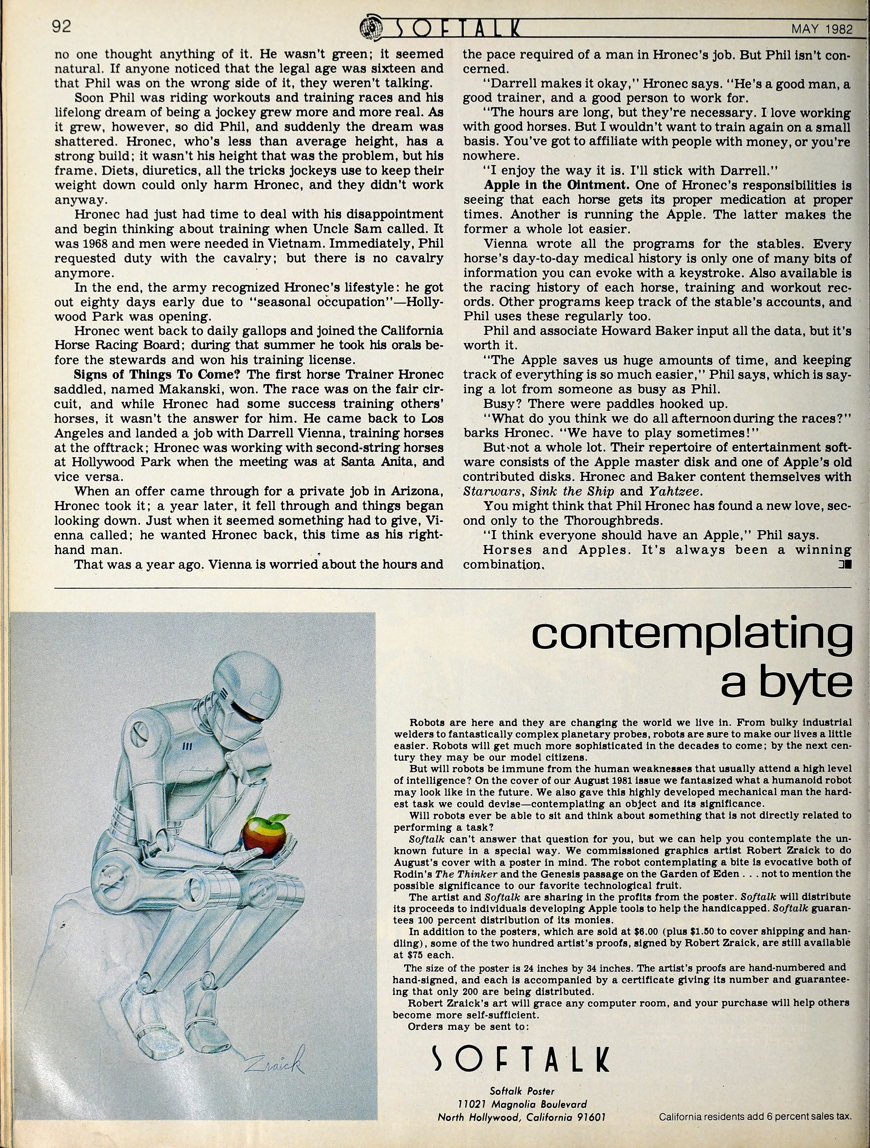 92
SOFTALK
MAY 1982
no one thought anything of it. He wasn't green; it seemed
natural. If anyone noticed that the legal age was sixteen and
that Phil was on the wrong side of it, they weren't talking.
Soon Phil was riding workouts and training races and his
lifelong dream of being a jockey grew more and more real. As
it grew, however, so did Phil, and suddenly the dream was
shattered. Hronec, who's less than average height, has a
strong build; it wasn't his height that was the problem, but his
frame. Diets, diuretics, all the tricks jockeys use to keep their
weight down could only harm Hronec, and they didn't work
anyway.
Hronec had just had time to deal with his disappointment
and begin thinking about training when Uncle Sam called. It
was 1968 and men were needed in Vietnam. Immediately, Phil
requested duty with the cavalry; but there is no cavalry
anymore.
In the end, the army recognized Hronec's lifestyle: he got
out eighty days early due to "seasonal occupation"—Holly-
wood Park was opening.
Hronec went back to daily gallops and joined the California
Horse Racing Board; during that summer he took his orals be-
fore the stewards and won his training license.
Signs of Things To Come? The first horse Trainer Hronec
saddled, named Makanski, won. The race was on the fair cir-
cuit, and while Hronec had some success training others'
horses, it wasn't the answer for him. He came back to Los
Angeles and landed a job with Darrell Vienna, training horses
at the offtrack; Hronec was working with second-string horses
at Hollywood Park when the meeting was at Santa Anita, and
vice versa.
When an offer came through for a private job in Arizona,
Hronec took it; a year later, it fell through and things began
looking down. Just when it seemed something had to give, Vi-
enna called; he wanted Hronec back, this time as his right-
hand man.
That was a year ago. Vienna is worried about the hours and
the pace required of a man in Hronec's job. But Phil isn't con-
cerned.
"Darrell makes it okay," Hronec says. "He's a good man, a
good trainer, and a good person to work for.
"The hours are long, but they're necessary. I love working
with good horses. But I wouldn't want to train again on a small
basis. You've got to affiliate with people with money, or you're
nowhere.
"I enjoy the way it is. I'll stick with Darrell."
Apple in the Ointment. One of Hronec's responsibilities is
seeing that each horse gets its proper medication at proper
times. Another is running the Apple. The latter makes the
former a whole lot easier.
Vienna wrote all the programs for the stables. Every
horse's day-to-day medical history is only one of many bits of
information you can evoke with a keystroke. Also available is
the racing history of each horse, training and workout rec-
ords. Other programs keep track of the stable's accounts, and
Phil uses these regularly too.
Phil and associate Howard Baker input all the data, but it's
worth it.
"The Apple saves us huge amounts of time, and keeping
track of everything is so much easier," Phil says, which is say-
ing a lot from someone as busy as Phil.
Busy? There were paddles hooked up.
"What do you think we do all afternoon during the races?"
barks Hronec. "We have to play sometimes!"
But not a whole lot. Their repertoire of entertainment soft-
ware consists of the Apple master disk and one of Apple's old
contributed disks. Hronec and Baker content themselves with
Starwars, Sink the Ship and Yahtzee.
You might think that Phil Hronec has found a new love, sec-
ond only to the Thoroughbreds.
"I think everyone should have an Apple," Phil says.
Horses and Apples. It's always been a winning
combination.
contemplating
a byte
Robots are here and they are changing the world we live in. From bulky industrial
welders to fantastically complex planetary probes, robots are sure to make our lives a little
easier. Robots will get much more sophisticated in the decades to come; by the next cen-
tury they may be our model citizens.
But will robots be immune from the human weaknesses that usually attend a high level
of intelligence? On the cover of our August 1981 issue we fantasized what a humanoid robot
may look like in the future. We also gave this highly developed mechanical man the hard-
est task we could devise—contemplating an object and its significance.
Will robots ever be able to sit and think about something that is not directly related to
performing a task?
Softalk can't answer that question for you, but we can help you contemplate the un-
known future in a special way. We commissioned graphics artist Robert Zraick to do
August's cover with a poster in mind. The robot contemplating a bite is evocative both of
Rodin's The Thinker and the Genesis passage on the Garden of Eden . . . not to mention the
possible significance to our favorite technological fruit.
The artist and Softalk are sharing in the profits from the poster. Softalk will distribute
its proceeds to individuals developing Apple tools to help the handicapped. Softalk guaran-
tees 100 percent distribution of its monies.
In addition to the posters, which are sold at $6.00 (plus $1.50 to cover shipping and han-
dling), some of the two hundred artist's proofs, signed by Robert Zraick, are still available
at $75 each.
The size of the poster is 24 inches by 34 inches. The artist's proofs are hand-numbered and
hand-signed, and each is accompanied by a certificate giving its number and guarantee-
ing that only 200 are being distributed.
Robert Zraick's art will grace any computer room, and your purchase will help others
become more self-sufficient.
Orders may be sent to:
SOFTALK
Softalk Poster
11021 Magnolia Boulevard
North Hollywood, California 91601
California residents add 6 percent sales tax.
Zraick